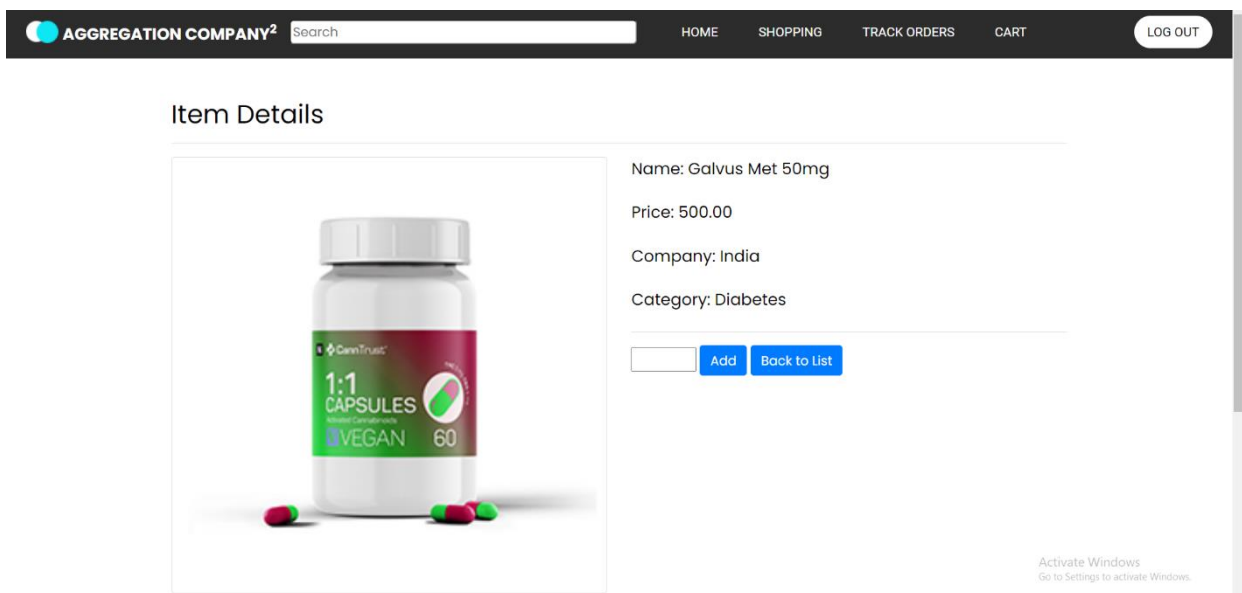 AGGREGATION COMPANY²
Search
HOME
SHOPPING
TRACK ORDERS
CART
LOG OUT
Item Details
Name: Galvus Met 50mg
Price: 500.00
Company: India
Category: Diabetes
Add
Back to List
CannTrust
1:1
CAPSULES
Activated Cannabinoids
VEGAN
60
Activate Windows
Go to Settings to activate Windows.